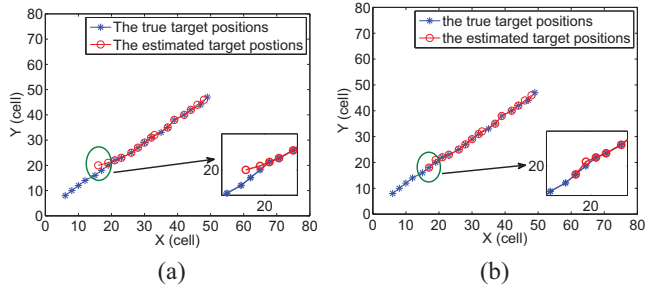 80
70
60
50
40
30
20
10
0
Y (cell)
0 10 20 30 40 50 60 70 80
X (cell)
The true target positions
The estimated target postions
20
20
(a)
80
70
60
50
40
30
20
10
0
Y (cell)
0 10 20 30 40 50 60 70 80
X (cell)
the true target positions
the estimated target postions
20
20
(b)